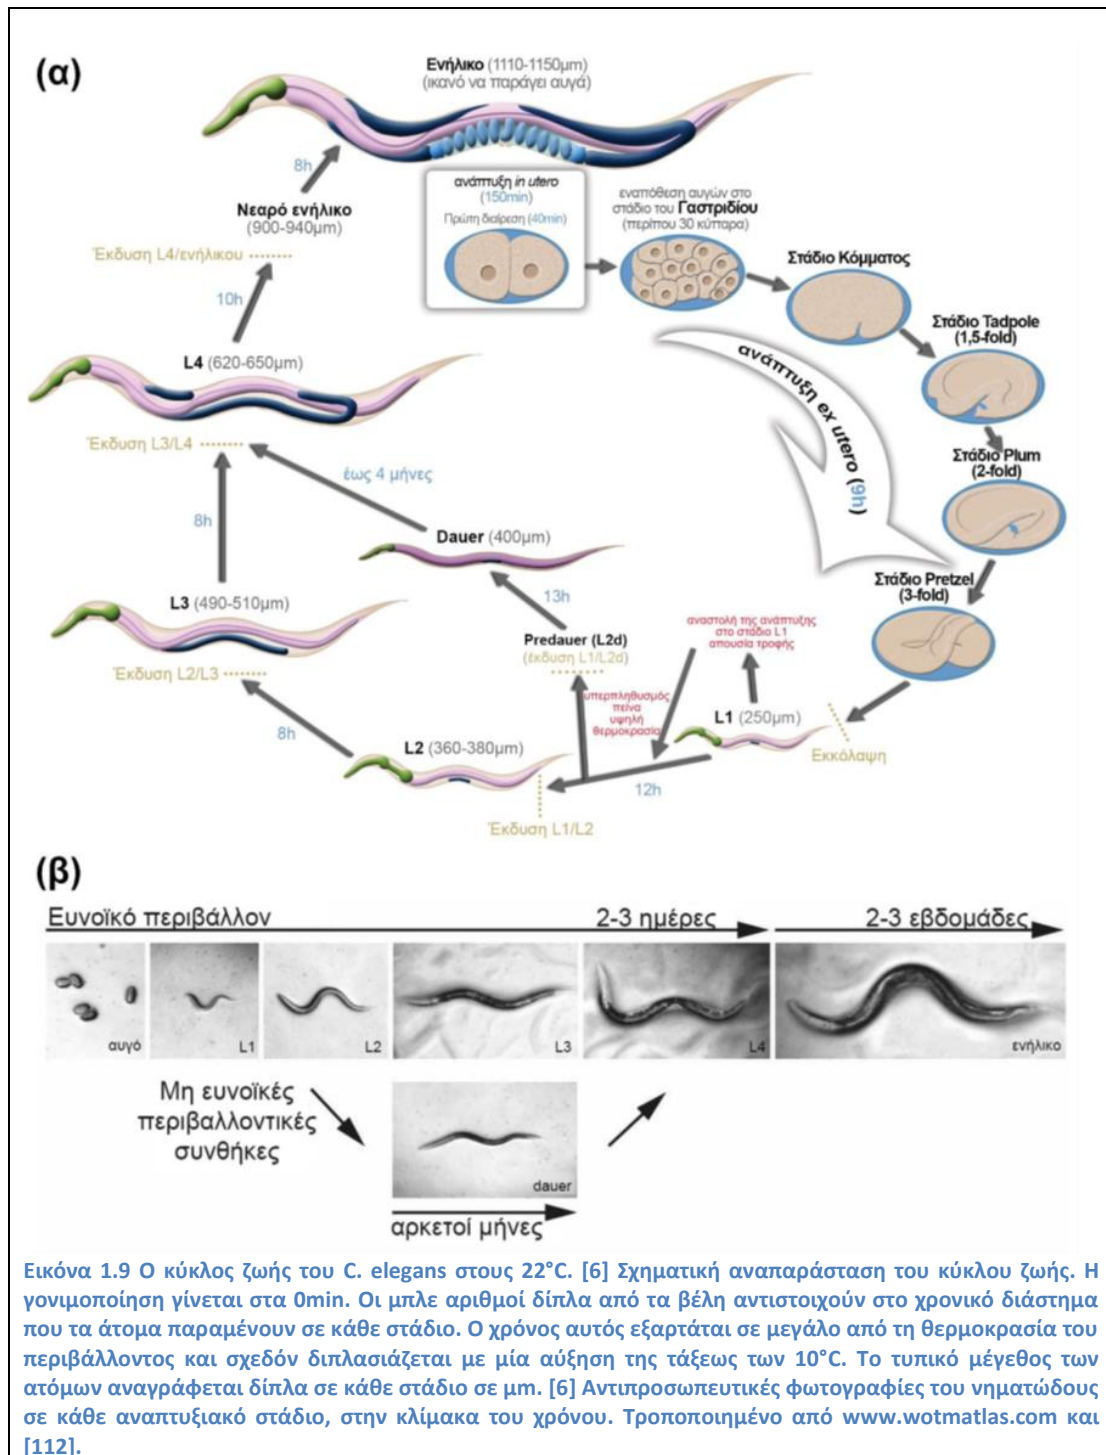 (α)
Ενήλικο (1110-1150μm)
(ικανό να παράγει αυγά)
8h
Νεαρό ενήλικο
(900-940μm)
Έκδυση L4/ενήλικου
10h
L4 (620-650μm)
Έκδυση L3/L4
8h
L3 (490-510μm)
Έκδυση L2/L3
8h
έως 4 μήνες
Dauer (400μm)
13h
Predauer (L2d)
(έκδυση L1/L2d)
υπερπληθυσμός
πείνα
υψηλή
θερμοκρασία
L2 (360-380μm)
Έκδυση L1/L2
12h
αναστολή της ανάπτυξης
στο στάδιο L1
απουσία τροφής
L1 (250μm)
Εκκόλαψη
ανάπτυξη in utero
(150min)
Πρώτη διαίρεση (40min)
εναπόθεση αυγών στο
στάδιο του Γαστριδίου
(περίπου 30 κύτταρα)
Στάδιο Κόμματος
Στάδιο Tadpole
(1,5-fold)
Στάδιο Plum
(2-fold)
Στάδιο Pretzel
(3-fold)
ανάπτυξη ex utero (9h)
(β)
Ευνοϊκό περιβάλλον
2-3 ημέρες
2-3 εβδομάδες
αυγό
L1
L2
L3
L4
ενήλικο
Μη ευνοϊκές
περιβαλλοντικές
συνθήκες
dauer
αρκετοί μήνες
Εικόνα 1.9 Ο κύκλος ζωής του C. elegans στους 22°C. [6] Σχηματική αναπαράσταση του κύκλου ζωής. Η
γονιμοποίηση γίνεται στα 0min. Οι μπλε αριθμοί δίπλα από τα βέλη αντιστοιχούν στο χρονικό διάστημα
που τα άτομα παραμένουν σε κάθε στάδιο. Ο χρόνος αυτός εξαρτάται σε μεγάλο από τη θερμοκρασία του
περιβάλλοντος και σχεδόν διπλασιάζεται με μία αύξηση της τάξεως των 10°C. Το τυπικό μέγεθος των
ατόμων αναγράφεται δίπλα σε κάθε στάδιο σε μm. [6] Αντιπροσωπευτικές φωτογραφίες του νηματώδους
σε κάθε αναπτυξιακό στάδιο, στην κλίμακα του χρόνου. Τροποποιημένο από www.wotmatlas.com και
[112].